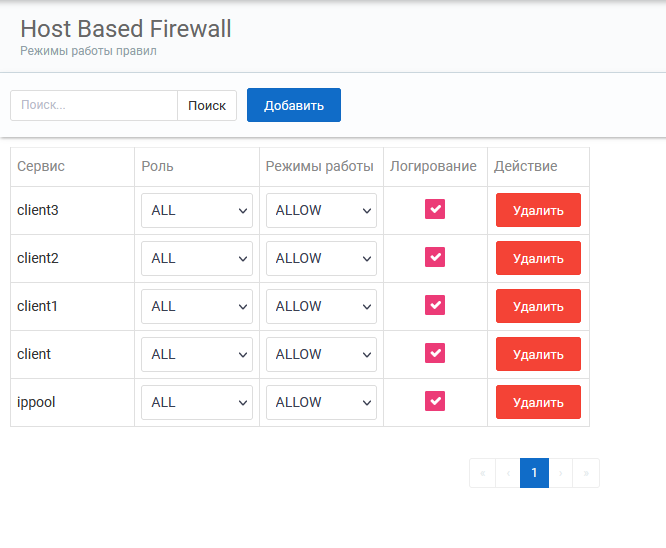 Host Based Firewall
Режимы работы правил
Поиск... Поиск Добавить
Сервис Роль Режимы работы Логирование Действие
client3 ALL ALLOW Удалить
client2 ALL ALLOW Удалить
client1 ALL ALLOW Удалить
client ALL ALLOW Удалить
ippool ALL ALLOW Удалить
« ‹ 1 › »